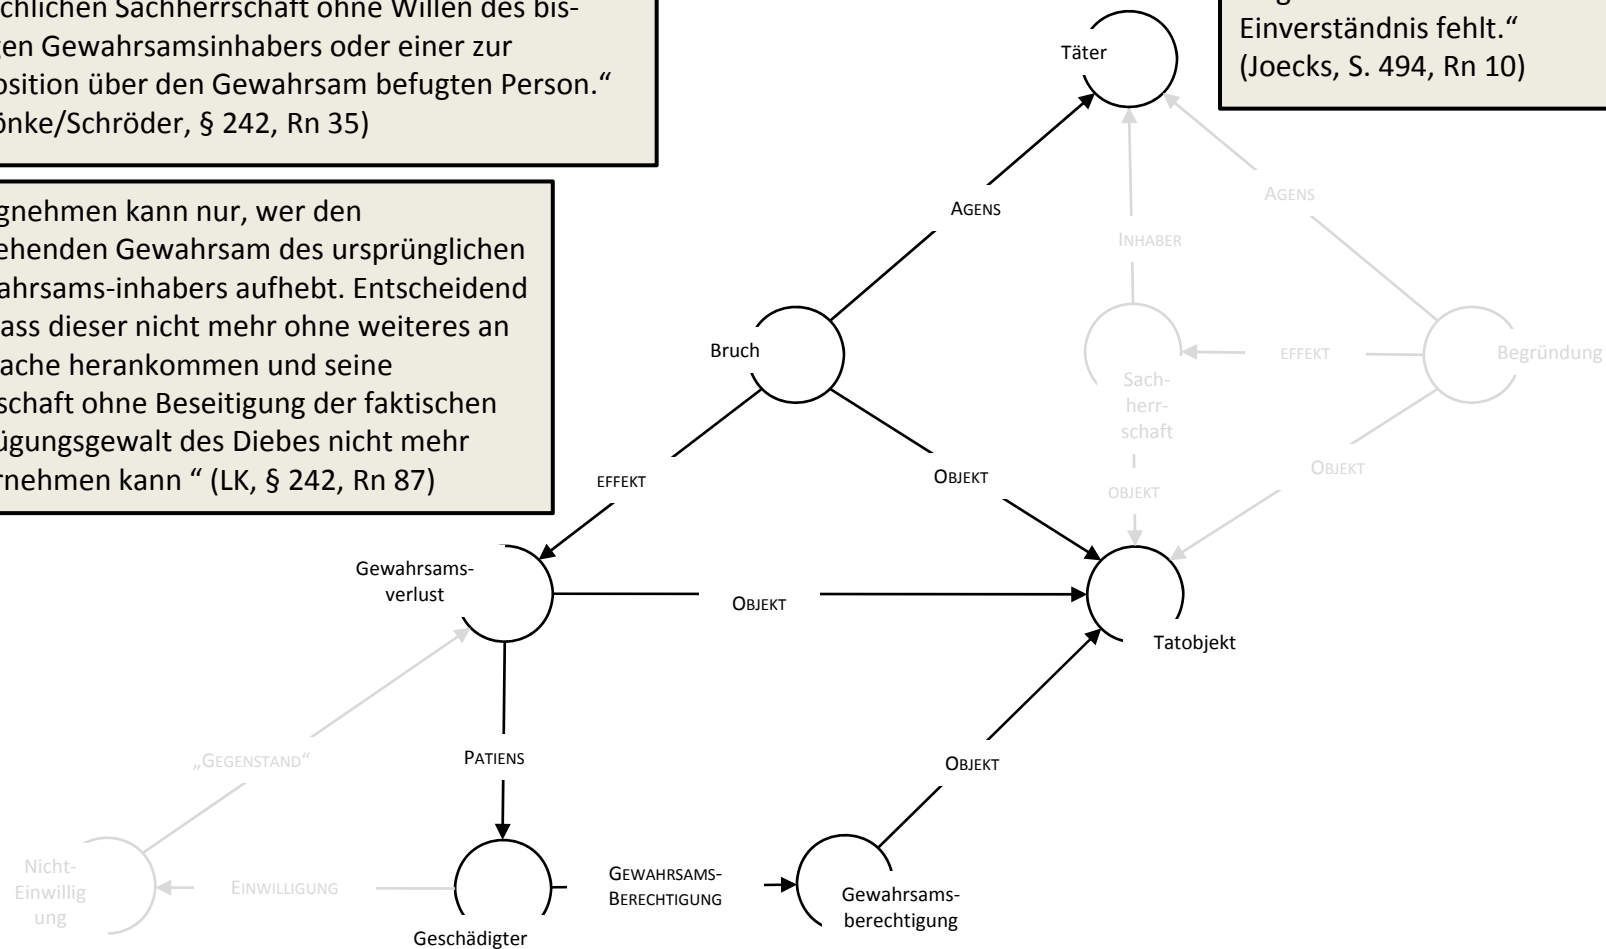 chlichen Sachherrschaft ohne Willen des bis-
gen Gewahrsamsinhabers oder einer zur
osition über den Gewahrsam befugten Person.“
önke/Schröder, § 242, Rn 35)
gnehmen kann nur, wer den
ehenden Gewahrsam des ursprünglichen
ahrsams-inhabers aufhebt. Entscheidend
ass dieser nicht mehr ohne weiteres an
ache herankommen und seine
schaft ohne Beseitigung der faktischen
ügungsgewalt des Diebes nicht mehr
rnehmen kann “ (LK, § 242, Rn 87)
Einverständnis fehlt.“
(Joecks, S. 494, Rn 10)
Täter
AGENS
AGENS
INHABER
Bruch
EFFEKT
Begründung
Sach-
herr-
schaft
EFFEKT
OBJEKT
OBJEKT
OBJEKT
Gewahrsams-
verlust
OBJEKT
Tatobjekt
„GEGENSTAND“
PATIENS
OBJEKT
Nicht-
Einwillig
ung
EINWILLIGUNG
GEWAHRSAMS-
BERECHTIGUNG
Gewahrsams-
berechtigung
Geschädigter